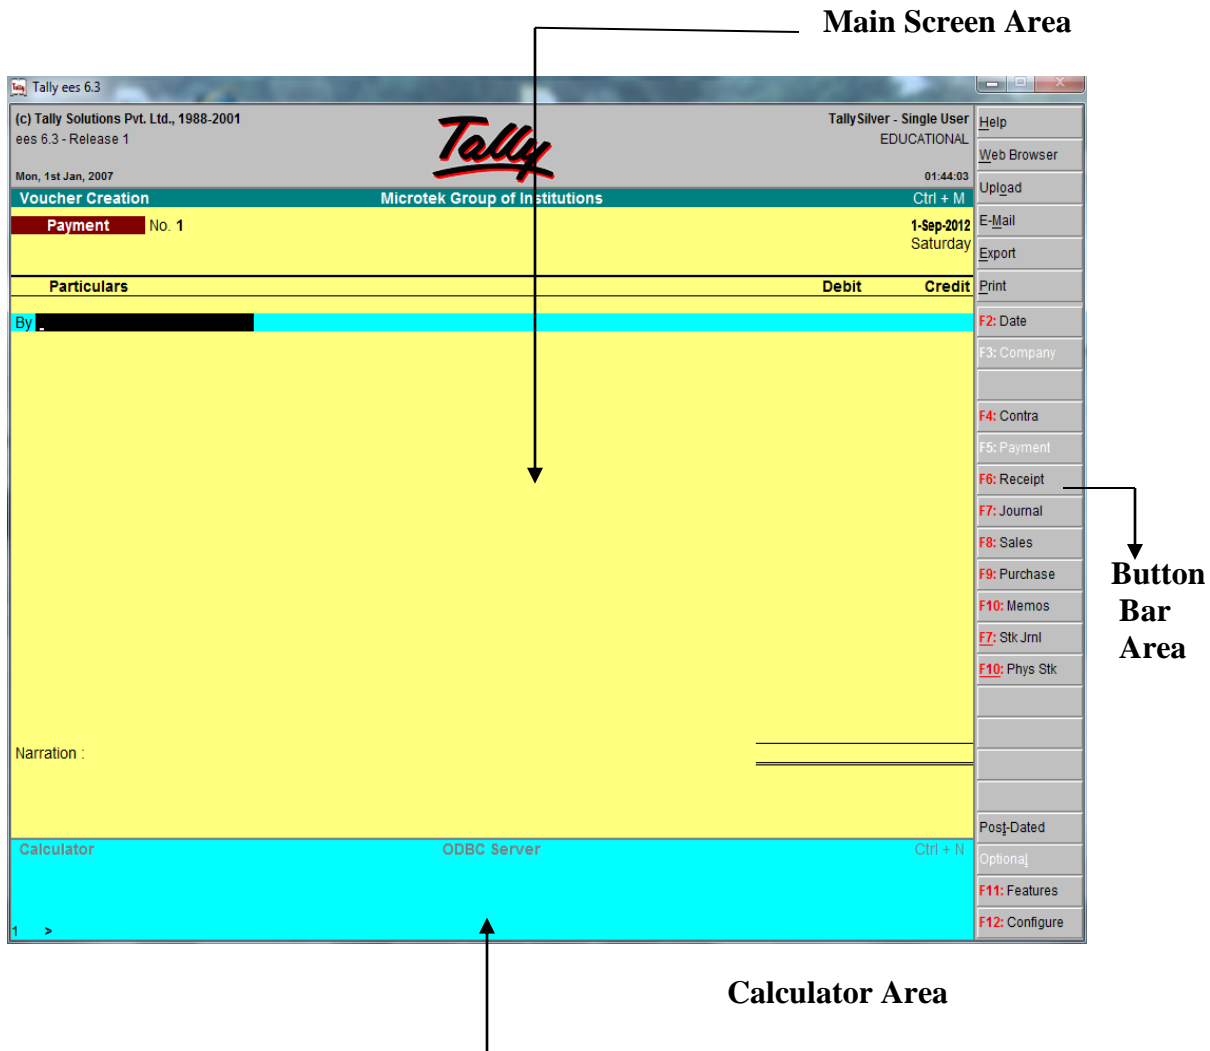 Main Screen Area
Tally ees 6.3
(c) Tally Solutions Pvt. Ltd., 1988-2001
ees 6.3 - Release 1
Mon, 1st Jan, 2007
Tally
TallySilver - Single User
EDUCATIONAL
01:44:03
Voucher Creation Microtek Group of Institutions Ctrl + M
Payment No. 1 1-Sep-2012
Saturday
Particulars Debit Credit
By
Narration :
Calculator ODBC Server Ctrl + N
1 >
Help
Web Browser
Upload
E-Mail
Export
Print
F2: Date
F3: Company
F4: Contra
F5: Payment
F6: Receipt
F7: Journal
F8: Sales
F9: Purchase
F10: Memos
F7: Stk Jrnl
F10: Phys Stk
Post-Dated
Optional
F11: Features
F12: Configure
Button
Bar
Area
Calculator Area